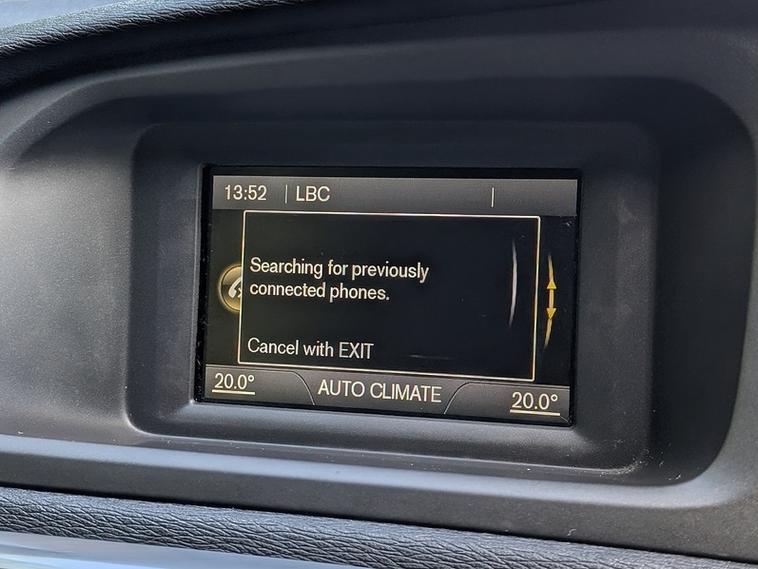 13:52 LBC
Searching for previously
connected phones.
Cancel with EXIT
20.0° AUTO CLIMATE 20.0°